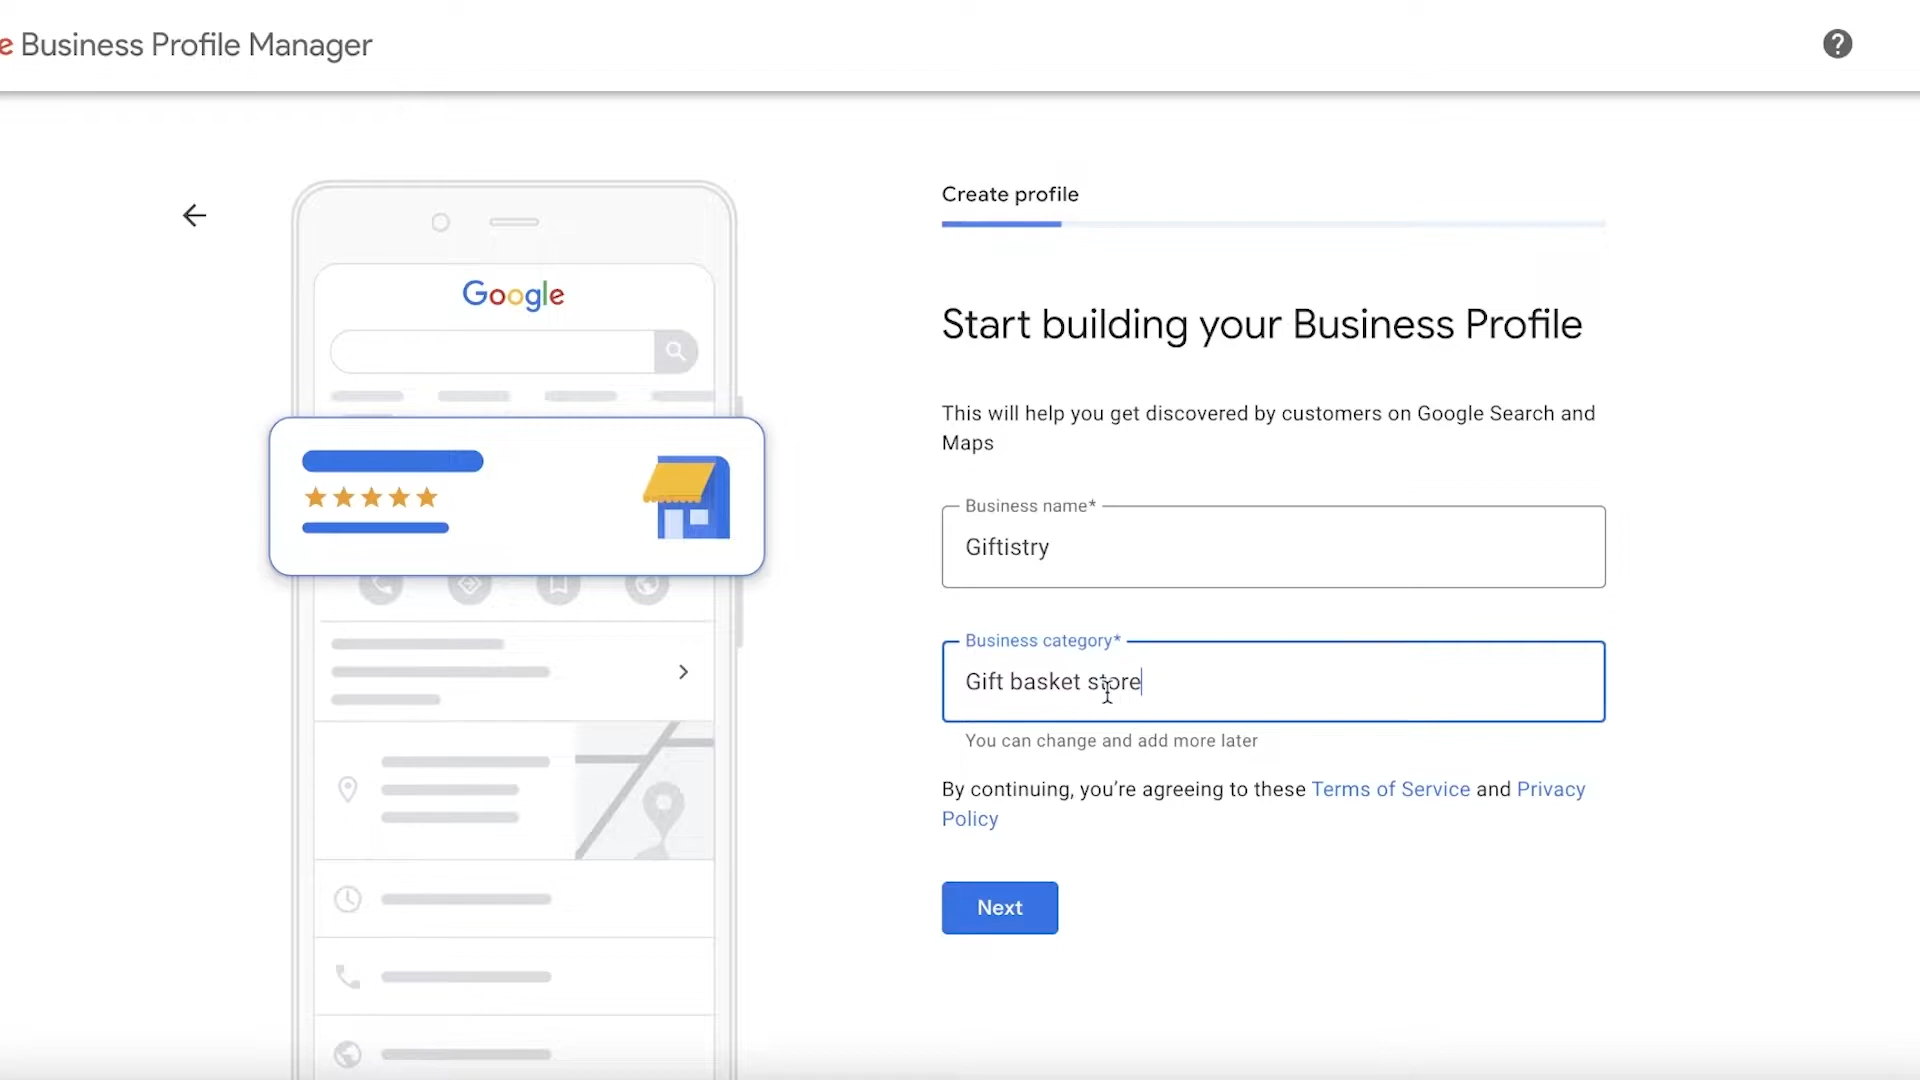 e Business Profile Manager
Create profile
Google
Start building your Business Profile
This will help you get discovered by customers on Google Search and
Maps
Business name*
Giftistry
Business category*
Gift basket store
You can change and add more later
By continuing, you're agreeing to these Terms of Service and Privacy
Policy
Next